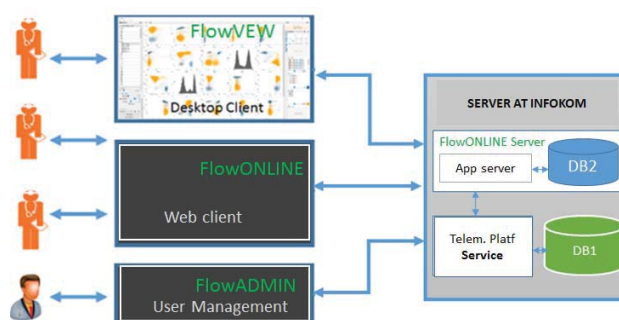 FlowVEW
Desktop Client
FlowONLINE
Web client
FlowADMIN
User Management
SERVER AT INFOKOM
FlowONLINE Server
App server
DB2
Telem. Platf
Service
DB1